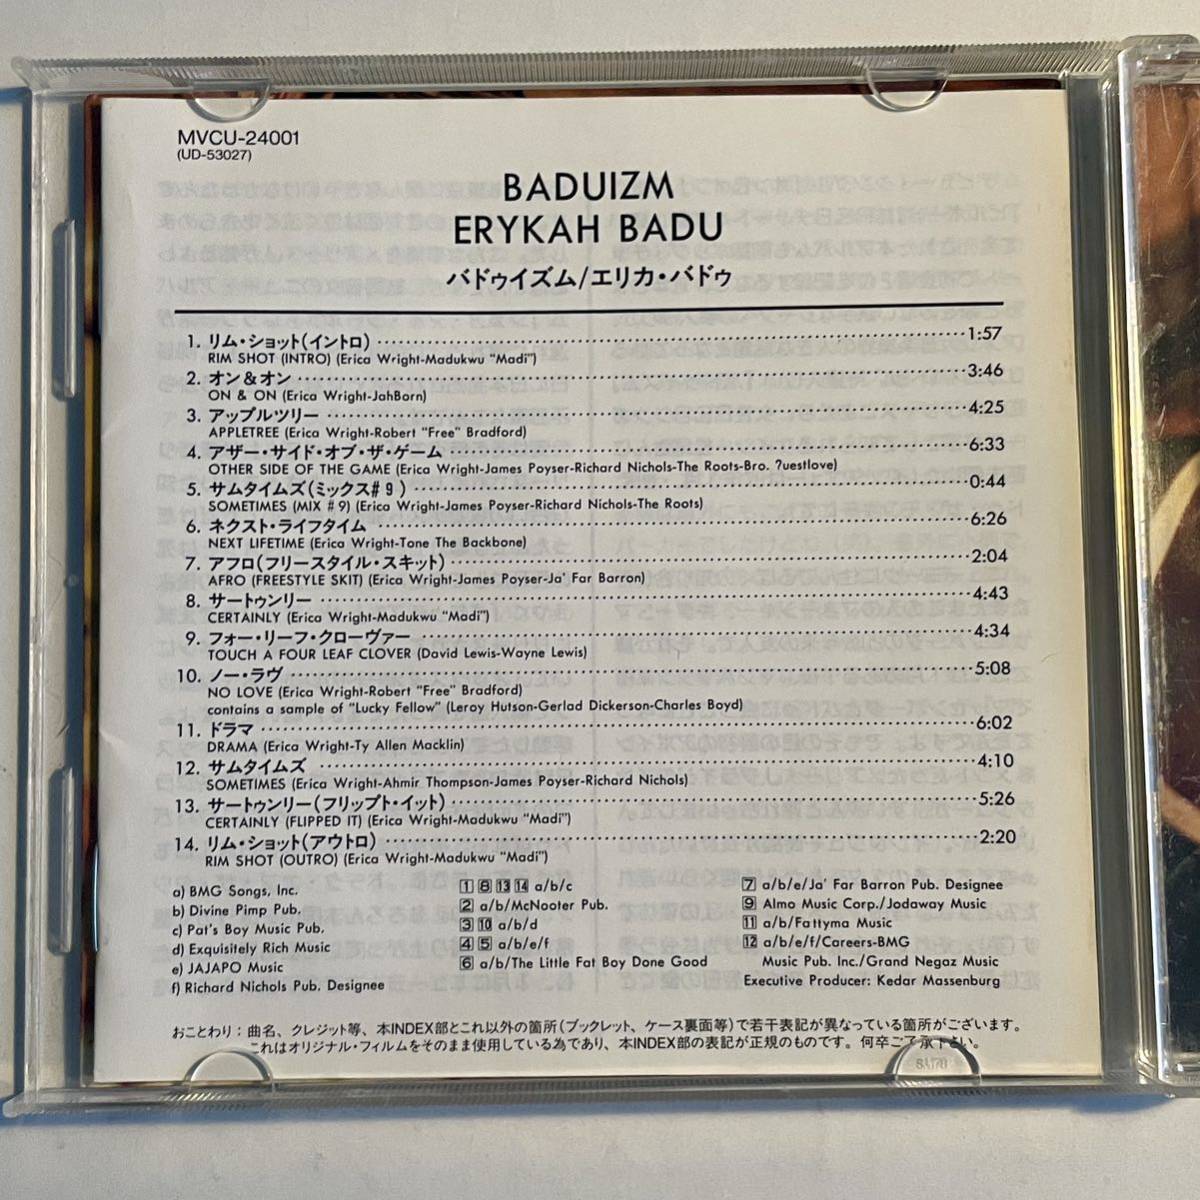 MVCU-24001
(UD-53027)
BADUIZM
ERYKAH BADU
バドゥイズム/エリカ・バドゥ
1. リム・ショット(イントロ) 1:57
RIM SHOT (INTRO) (Erica Wright-Madukwu "Madi")
2. オン&オン 3:46
ON & ON (Erica Wright-JahBorn)
3. アップルツリー 4:25
APPLETREE (Erica Wright-Robert "Free" Bradford)
4. アザー・サイド・オブ・ザ・ゲーム 6:33
OTHER SIDE OF THE GAME (Erica Wright-James Poyser-Richard Nichols-The Roots-Bro. ?uestlove)
5. サムタイムズ(ミックス#9) 0:44
SOMETIMES (MIX #9) (Erica Wright-James Poyser-Richard Nichols-The Roots)
6. ネクスト・ライフタイム 6:26
NEXT LIFETIME (Erica Wright-Tone The Backbone)
7. アフロ(フリースタイル・スキット) 2:04
AFRO (FREESTYLE SKIT) (Erica Wright-James Poyser-Ja' Far Barron)
8. サートゥンリー 4:43
CERTAINLY (Erica Wright-Madukwu "Madi")
9. フォー・リーフ・クローヴァー 4:34
TOUCH A FOUR LEAF CLOVER (David Lewis-Wayne Lewis)
10. ノー・ラヴ 5:08
NO LOVE (Erica Wright-Robert "Free" Bradford)
contains a sample of "Lucky Fellow" (Leroy Hutson-Gerlad Dickerson-Charles Boyd)
11. ドラマ 6:02
DRAMA (Erica Wright-Ty Allen Macklin)
12. サムタイムズ 4:10
SOMETIMES (Erica Wright-Ahmir Thompson-James Poyser-Richard Nichols)
13. サートゥンリー(フリップト・イット) 5:26
CERTAINLY (FLIPPED IT) (Erica Wright-Madukwu "Madi")
14. リム・ショット(アウトロ) 2:20
RIM SHOT (OUTRO) (Erica Wright-Madukwu "Madi")
a) BMG Songs, Inc.
b) Divine Pimp Pub.
c) Pat's Boy Music Pub.
d) Exquisitely Rich Music
e) JAJAPO Music
f) Richard Nichols Pub. Designee
1 8 13 14 a/b/c
2 a/b/McNooter Pub.
3 10 a/b/d
4 5 a/b/e/f
6 a/b/The Little Fat Boy Done Good
7 a/b/e/Ja' Far Barron Pub. Designee
9 Almo Music Corp./Jodaway Music
11 a/b/Fattyma Music
12 a/b/e/f/Careers-BMG
Music Pub. Inc./Grand Negaz Music
Executive Producer: Kedar Massenburg
おことわり:曲名、クレジット等、本INDEX部とこれ以外の箇所(ブックレット、ケース裏面等)で若干表記が異なっている箇所がございます。
これはオリジナル・フィルムをそのまま使用している為であり、本INDEX部の表記が正規のものです。何卒ご了承下さい。